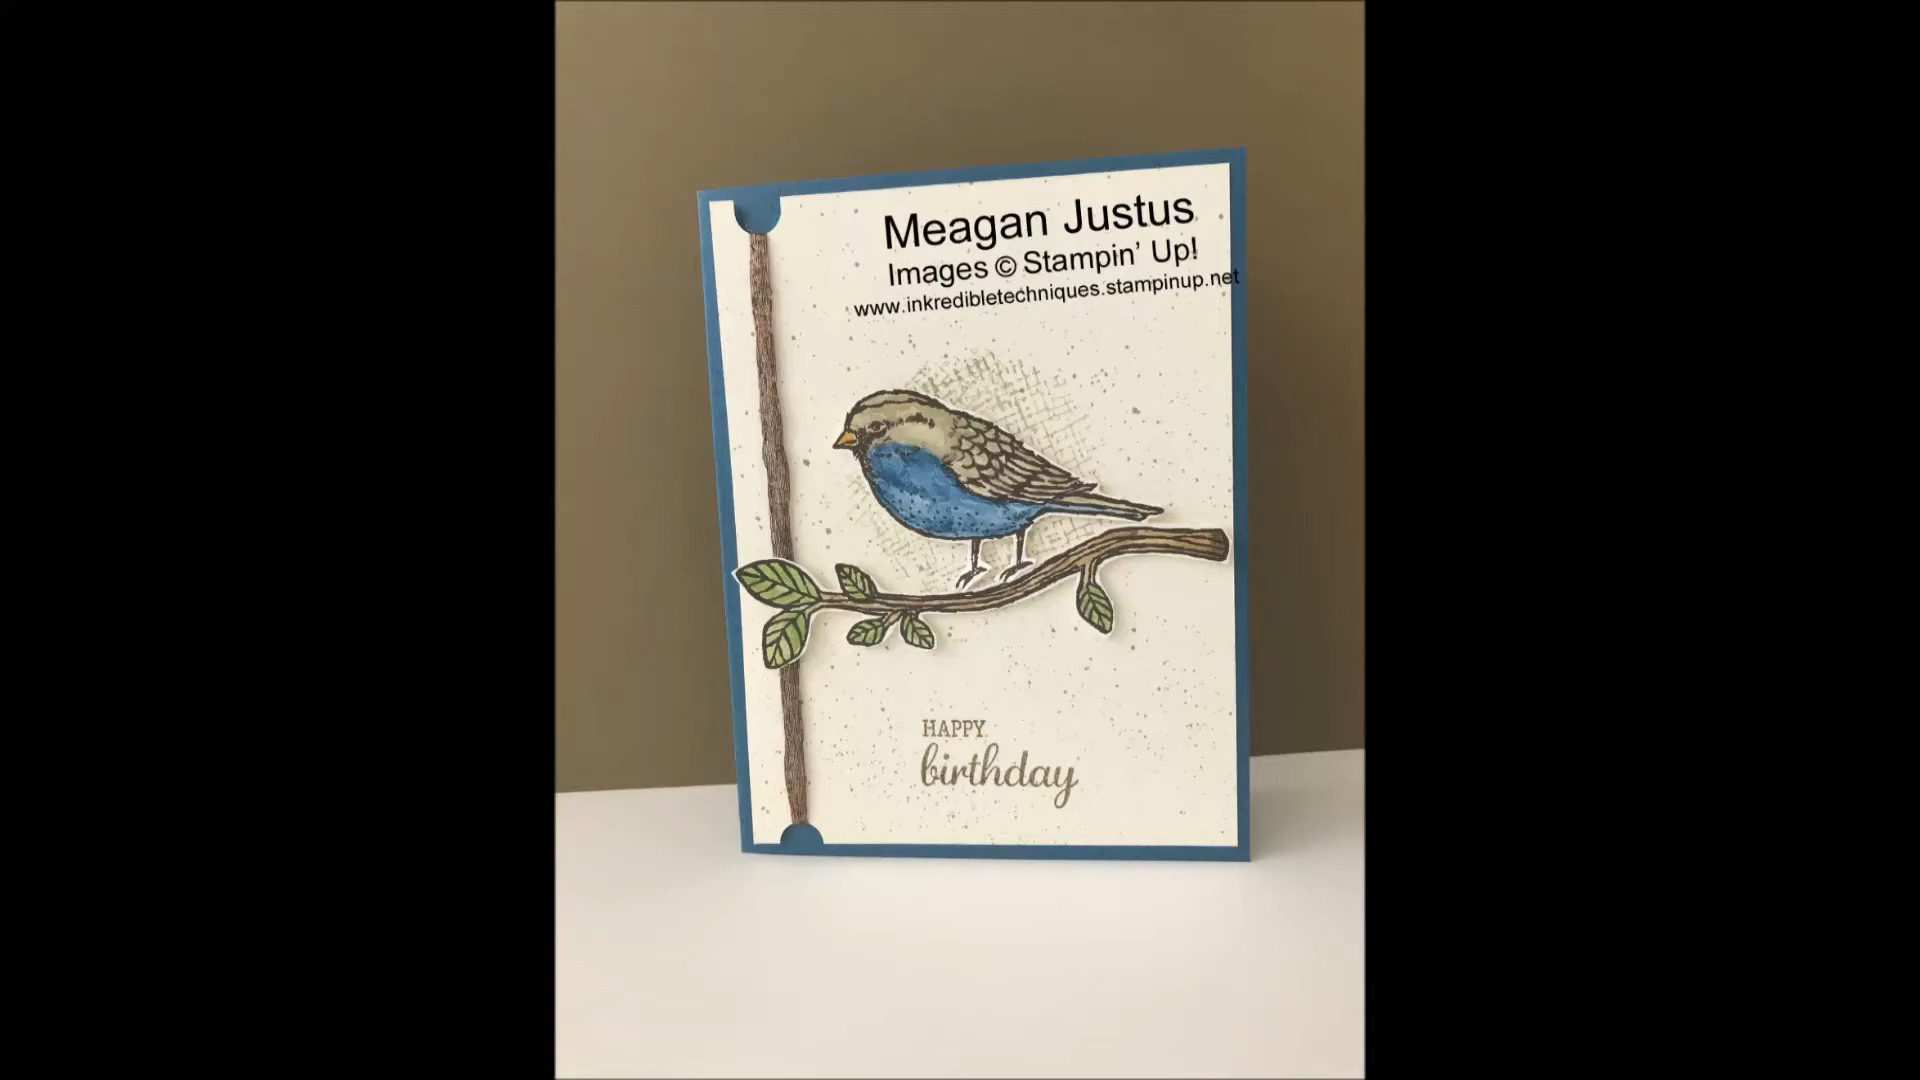 Meagan Justus
Images © Stampin’ Up!
www.inkredibletechniques.stampinup.net
HAPPY
birthday